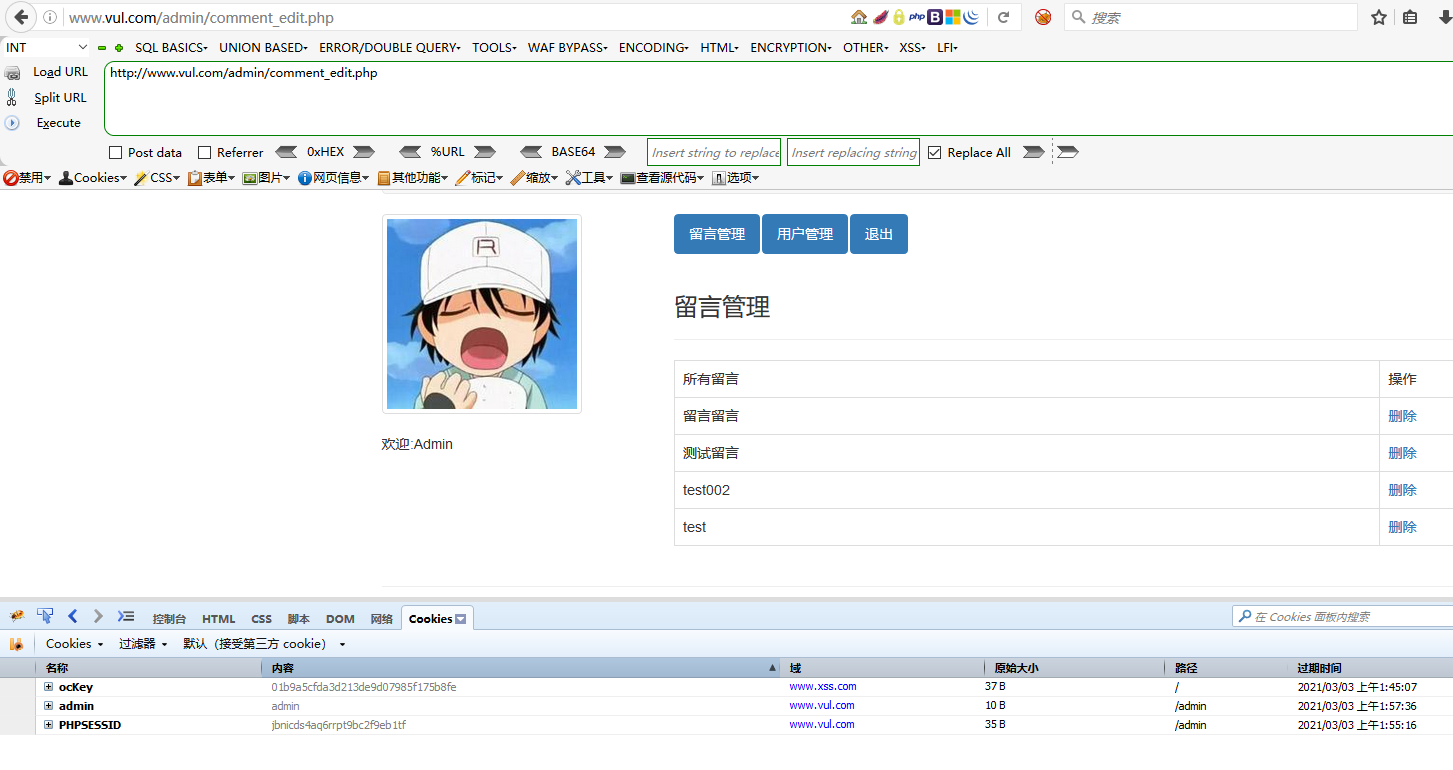 www.vul.com/admin/comment_edit.php php B 搜索
INT SQL BASICS UNION BASED ERROR/DOUBLE QUERY TOOLS WAF BYPASS ENCODING HTML ENCRYPTION OTHER XSS LFI
Load URL http://www.vul.com/admin/comment_edit.php
Split URL
Execute
Post data Referrer 0xHEX %URL BASE64 Insert string to replace Insert replacing string Replace All
禁用 Cookies CSS 表单 图片 网页信息 其他功能 标记 缩放 工具 查看源代码 选项
R
留言管理 用户管理 退出
留言管理
所有留言 操作
留言留言 删除
欢迎:Admin
测试留言 删除
test002 删除
test 删除
控制台 HTML CSS 脚本 DOM 网络 Cookies 在 Cookies 面板内搜索
Cookies 过滤器 默认（接受第三方 cookie）
名称 内容 域 原始大小 路径 过期时间
ocKey 01b9a5cfda3d213de9d07985f175b8fe www.xss.com 37 B / 2021/03/03 上午1:45:07
admin admin www.vul.com 10 B /admin 2021/03/03 上午1:57:36
PHPSESSID jbnicds4aq6rrpt9bc2f9eb1tf www.vul.com 35 B /admin 2021/03/03 上午1:55:16